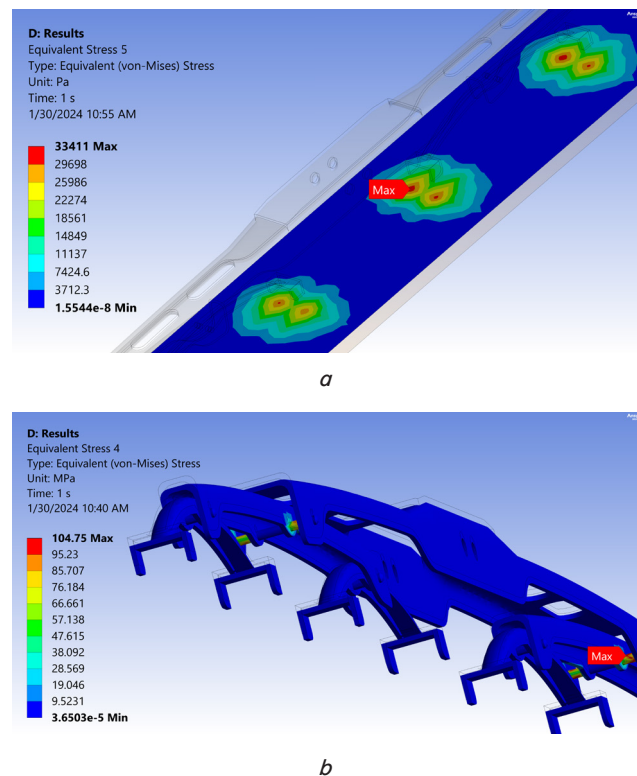 D: Results
Equivalent Stress 5
Type: Equivalent (von-Mises) Stress
Unit: Pa
Time: 1 s
1/30/2024 10:55 AM
33411 Max
29698
25986
22274
18561
14849
11137
7424.6
3712.3
1.5544e-8 Min
Max
a
D: Results
Equivalent Stress 4
Type: Equivalent (von-Mises) Stress
Unit: MPa
Time: 1 s
1/30/2024 10:40 AM
104.75 Max
95.23
85.707
76.184
66.661
57.138
47.615
38.092
28.569
19.046
9.5231
3.6503e-5 Min
Max
b